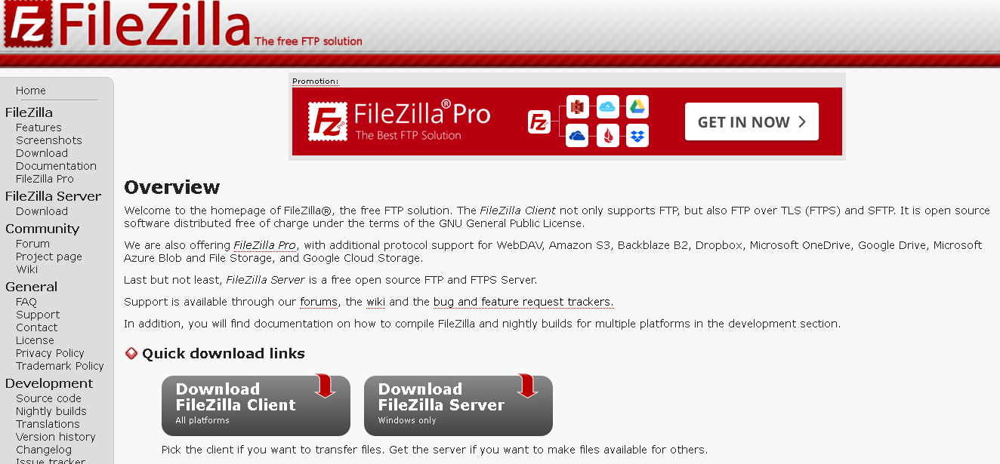 Fz FileZilla The free FTP solution
Home
FileZilla
Features
Screenshots
Download
Documentation
FileZilla Pro
FileZilla Server
Download
Community
Forum
Project page
Wiki
General
FAQ
Support
Contact
License
Privacy Policy
Trademark Policy
Development
Source code
Nightly builds
Translations
Version history
Changelog
Issue tracker
Promotion:
Fz Pro FileZilla® Pro
The Best FTP Solution
Fz
GET IN NOW
Overview
Welcome to the homepage of FileZilla®, the free FTP solution. The FileZilla Client not only supports FTP, but also FTP over TLS (FTPS) and SFTP. It is open source
software distributed free of charge under the terms of the GNU General Public License.
We are also offering FileZilla Pro, with additional protocol support for WebDAV, Amazon S3, Backblaze B2, Dropbox, Microsoft OneDrive, Google Drive, Microsoft
Azure Blob and File Storage, and Google Cloud Storage.
Last but not least, FileZilla Server is a free open source FTP and FTPS Server.
Support is available through our forums, the wiki and the bug and feature request trackers.
In addition, you will find documentation on how to compile FileZilla and nightly builds for multiple platforms in the development section.
Quick download links
Download
FileZilla Client
All platforms
Download
FileZilla Server
Windows only
Pick the client if you want to transfer files. Get the server if you want to make files available for others.